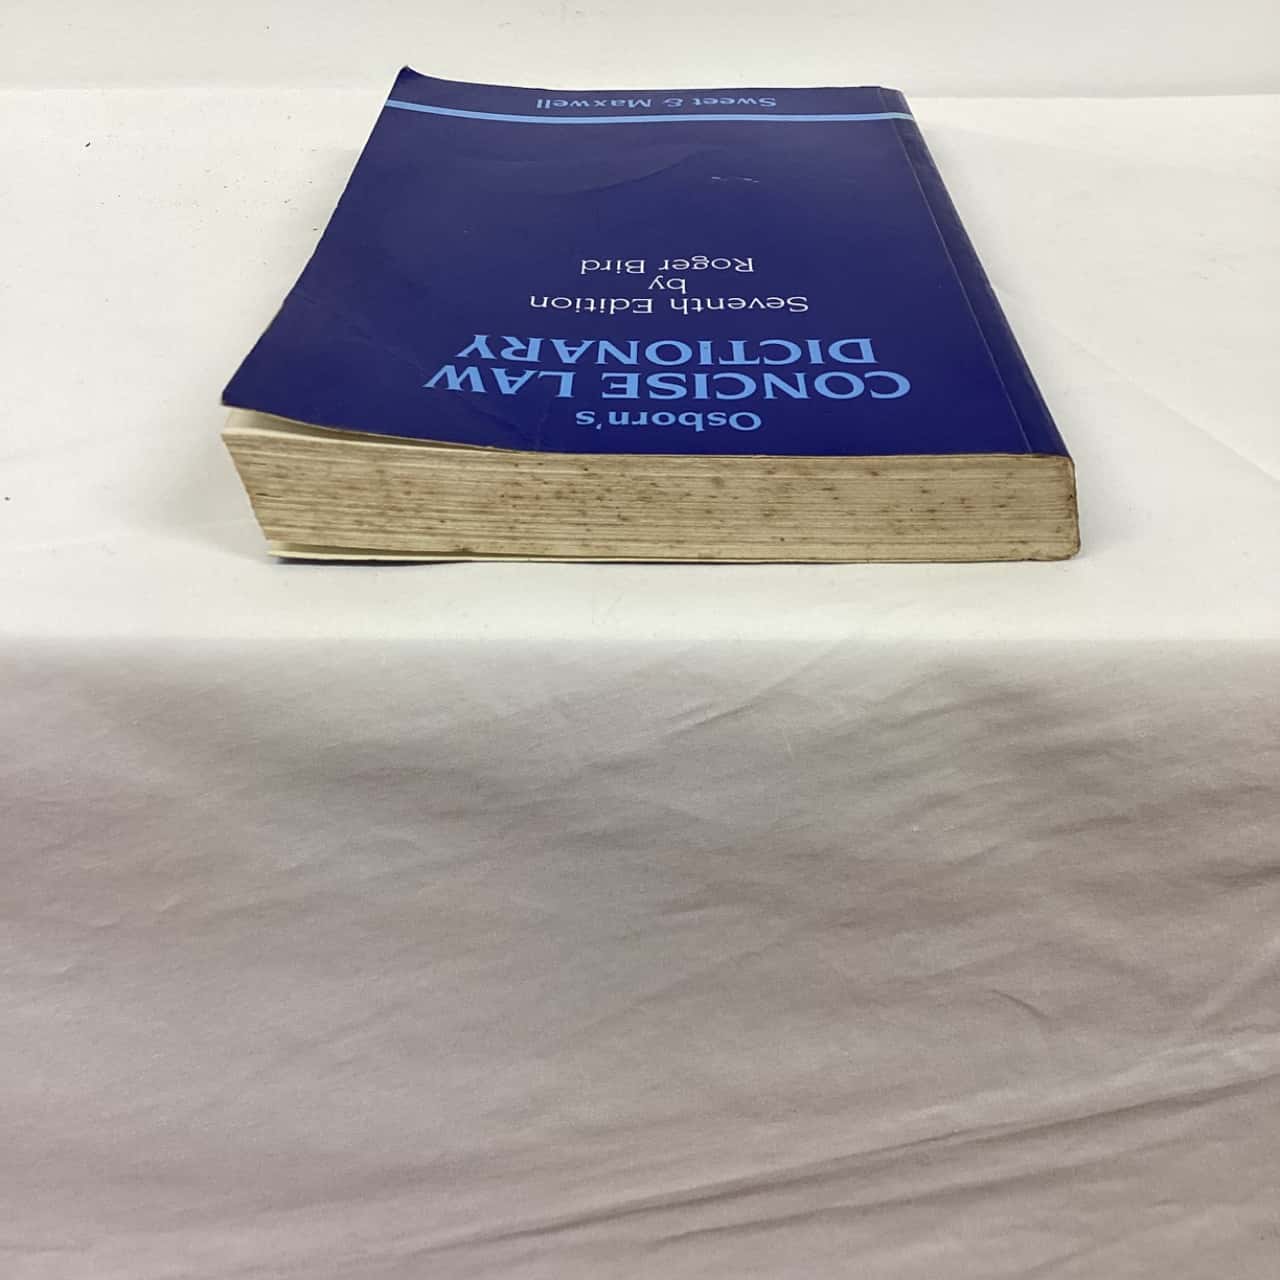 Osborn's
CONCISE LAW
DICTIONARY
Seventh Edition
by
Roger Bird
Sweet & Maxwell